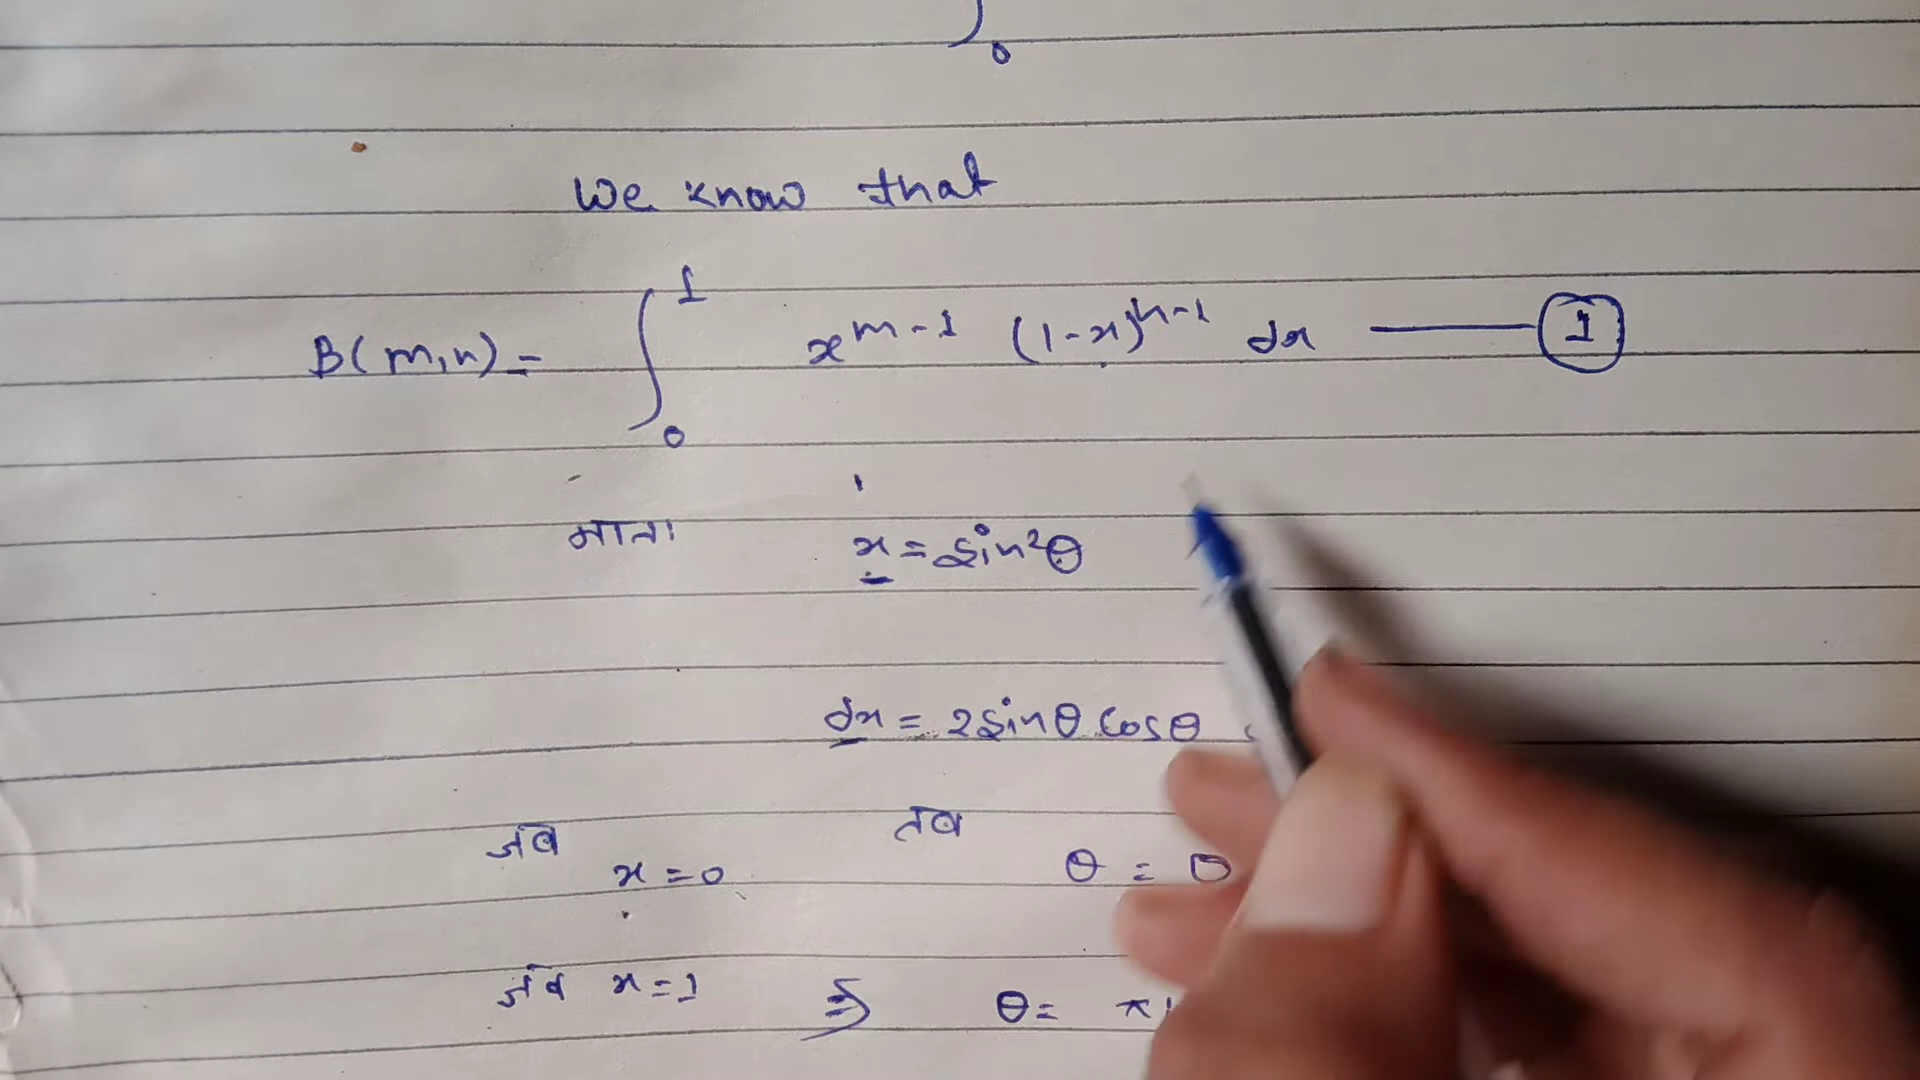 ∫₀
We know that
B(m,n) = ∫₀¹ x^{m-1} (1-x)^{n-1} dx —— ①
माना x = sin²θ
dx = 2sinθ cosθ
जब x = 0 तब θ = 0
जब x = 1 ⇒ θ = π